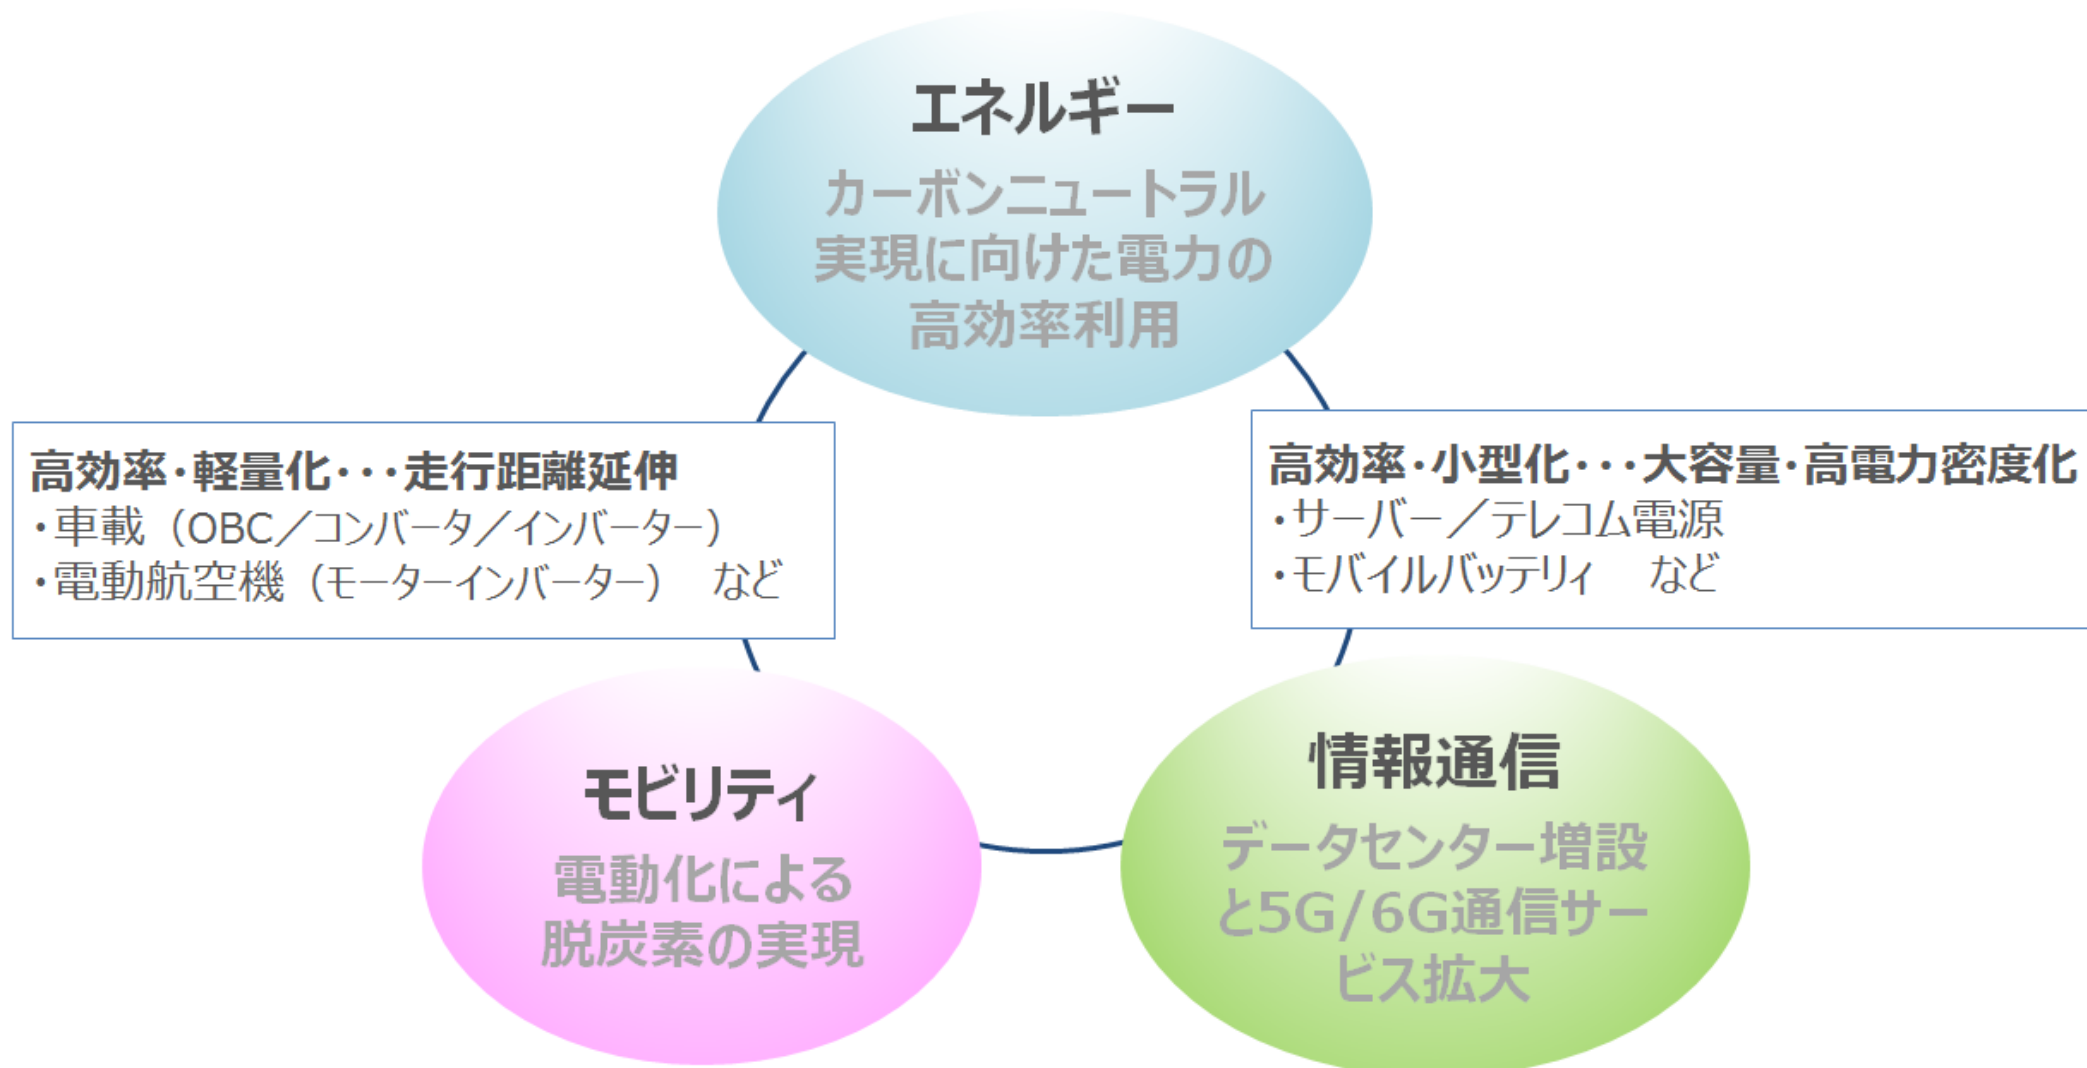 エネルギー
カーボンニュートラル
実現に向けた電力の
高効率利用
高効率・軽量化・・・走行距離延伸
・車載（OBC／コンバータ／インバーター）
・電動航空機（モーターインバーター）　など
高効率・小型化・・・大容量・高電力密度化
・サーバー／テレコム電源
・モバイルバッテリィ　など
モビリティ
電動化による
脱炭素の実現
情報通信
データセンター増設
と5G/6G通信サー
ビス拡大